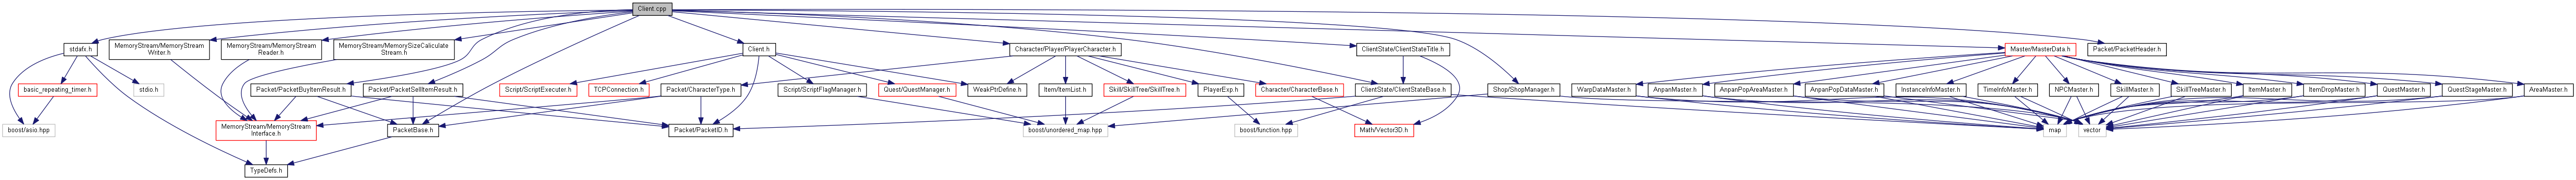 Client.cpp
stdafx.h
MemoryStream/MemoryStream
Writer.h
MemoryStream/MemoryStream
Reader.h
MemoryStream/MemorySizeCaliculate
Stream.h
Client.h
Character/Player/PlayerCharacter.h
ClientState/ClientStateTitle.h
Master/MasterData.h
Packet/PacketHeader.h
basic_repeating_timer.h
stdio.h
Packet/PacketBuyItemResult.h
Packet/PacketSellItemResult.h
Script/ScriptExecuter.h
TCPConnection.h
Packet/CharacterType.h
Script/ScriptFlagManager.h
Quest/QuestManager.h
WeakPtrDefine.h
Item/ItemList.h
Skill/SkillTree/SkillTree.h
PlayerExp.h
Character/CharacterBase.h
ClientState/ClientStateBase.h
Shop/ShopManager.h
WarpDataMaster.h
AnpanMaster.h
AnpanPopAreaMaster.h
AnpanPopDataMaster.h
InstanceInfoMaster.h
TimeInfoMaster.h
NPCMaster.h
SkillMaster.h
SkillTreeMaster.h
ItemMaster.h
ItemDropMaster.h
QuestMaster.h
QuestStageMaster.h
AreaMaster.h
boost/asio.hpp
MemoryStream/MemoryStream
Interface.h
PacketBase.h
Packet/PacketID.h
boost/unordered_map.hpp
boost/function.hpp
Math/Vector3D.h
map
vector
TypeDefs.h